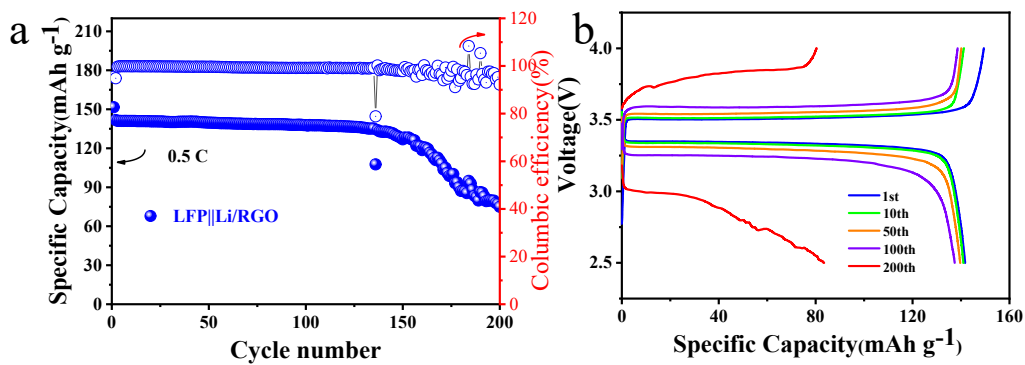 a
Specific Capacity(mAh g-1)
210
180
150
120
90
60
30
0
0.5 C
LFP||Li/RGO
0
50
100
150
200
Cycle number
120
100
80
60
40
20
0
Columbic efficiency(%)
b
Voltage(V)
4.0
3.5
3.0
2.5
1st
10th
50th
100th
200th
0
40
80
120
160
Specific Capacity(mAh g-1)